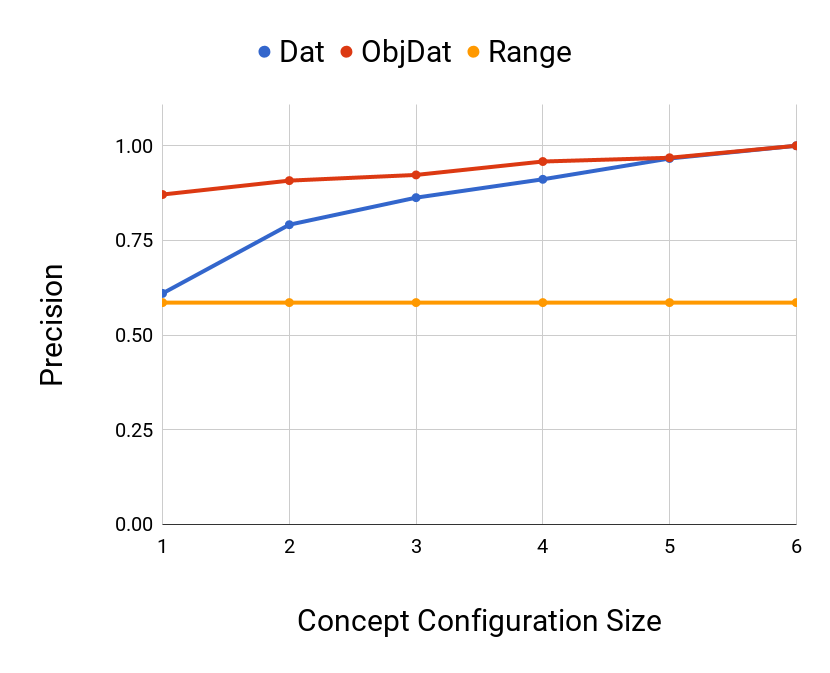 Dat ObjDat Range
1.00
0.75
0.50
0.25
0.00
Precision
1 2 3 4 5 6
Concept Configuration Size